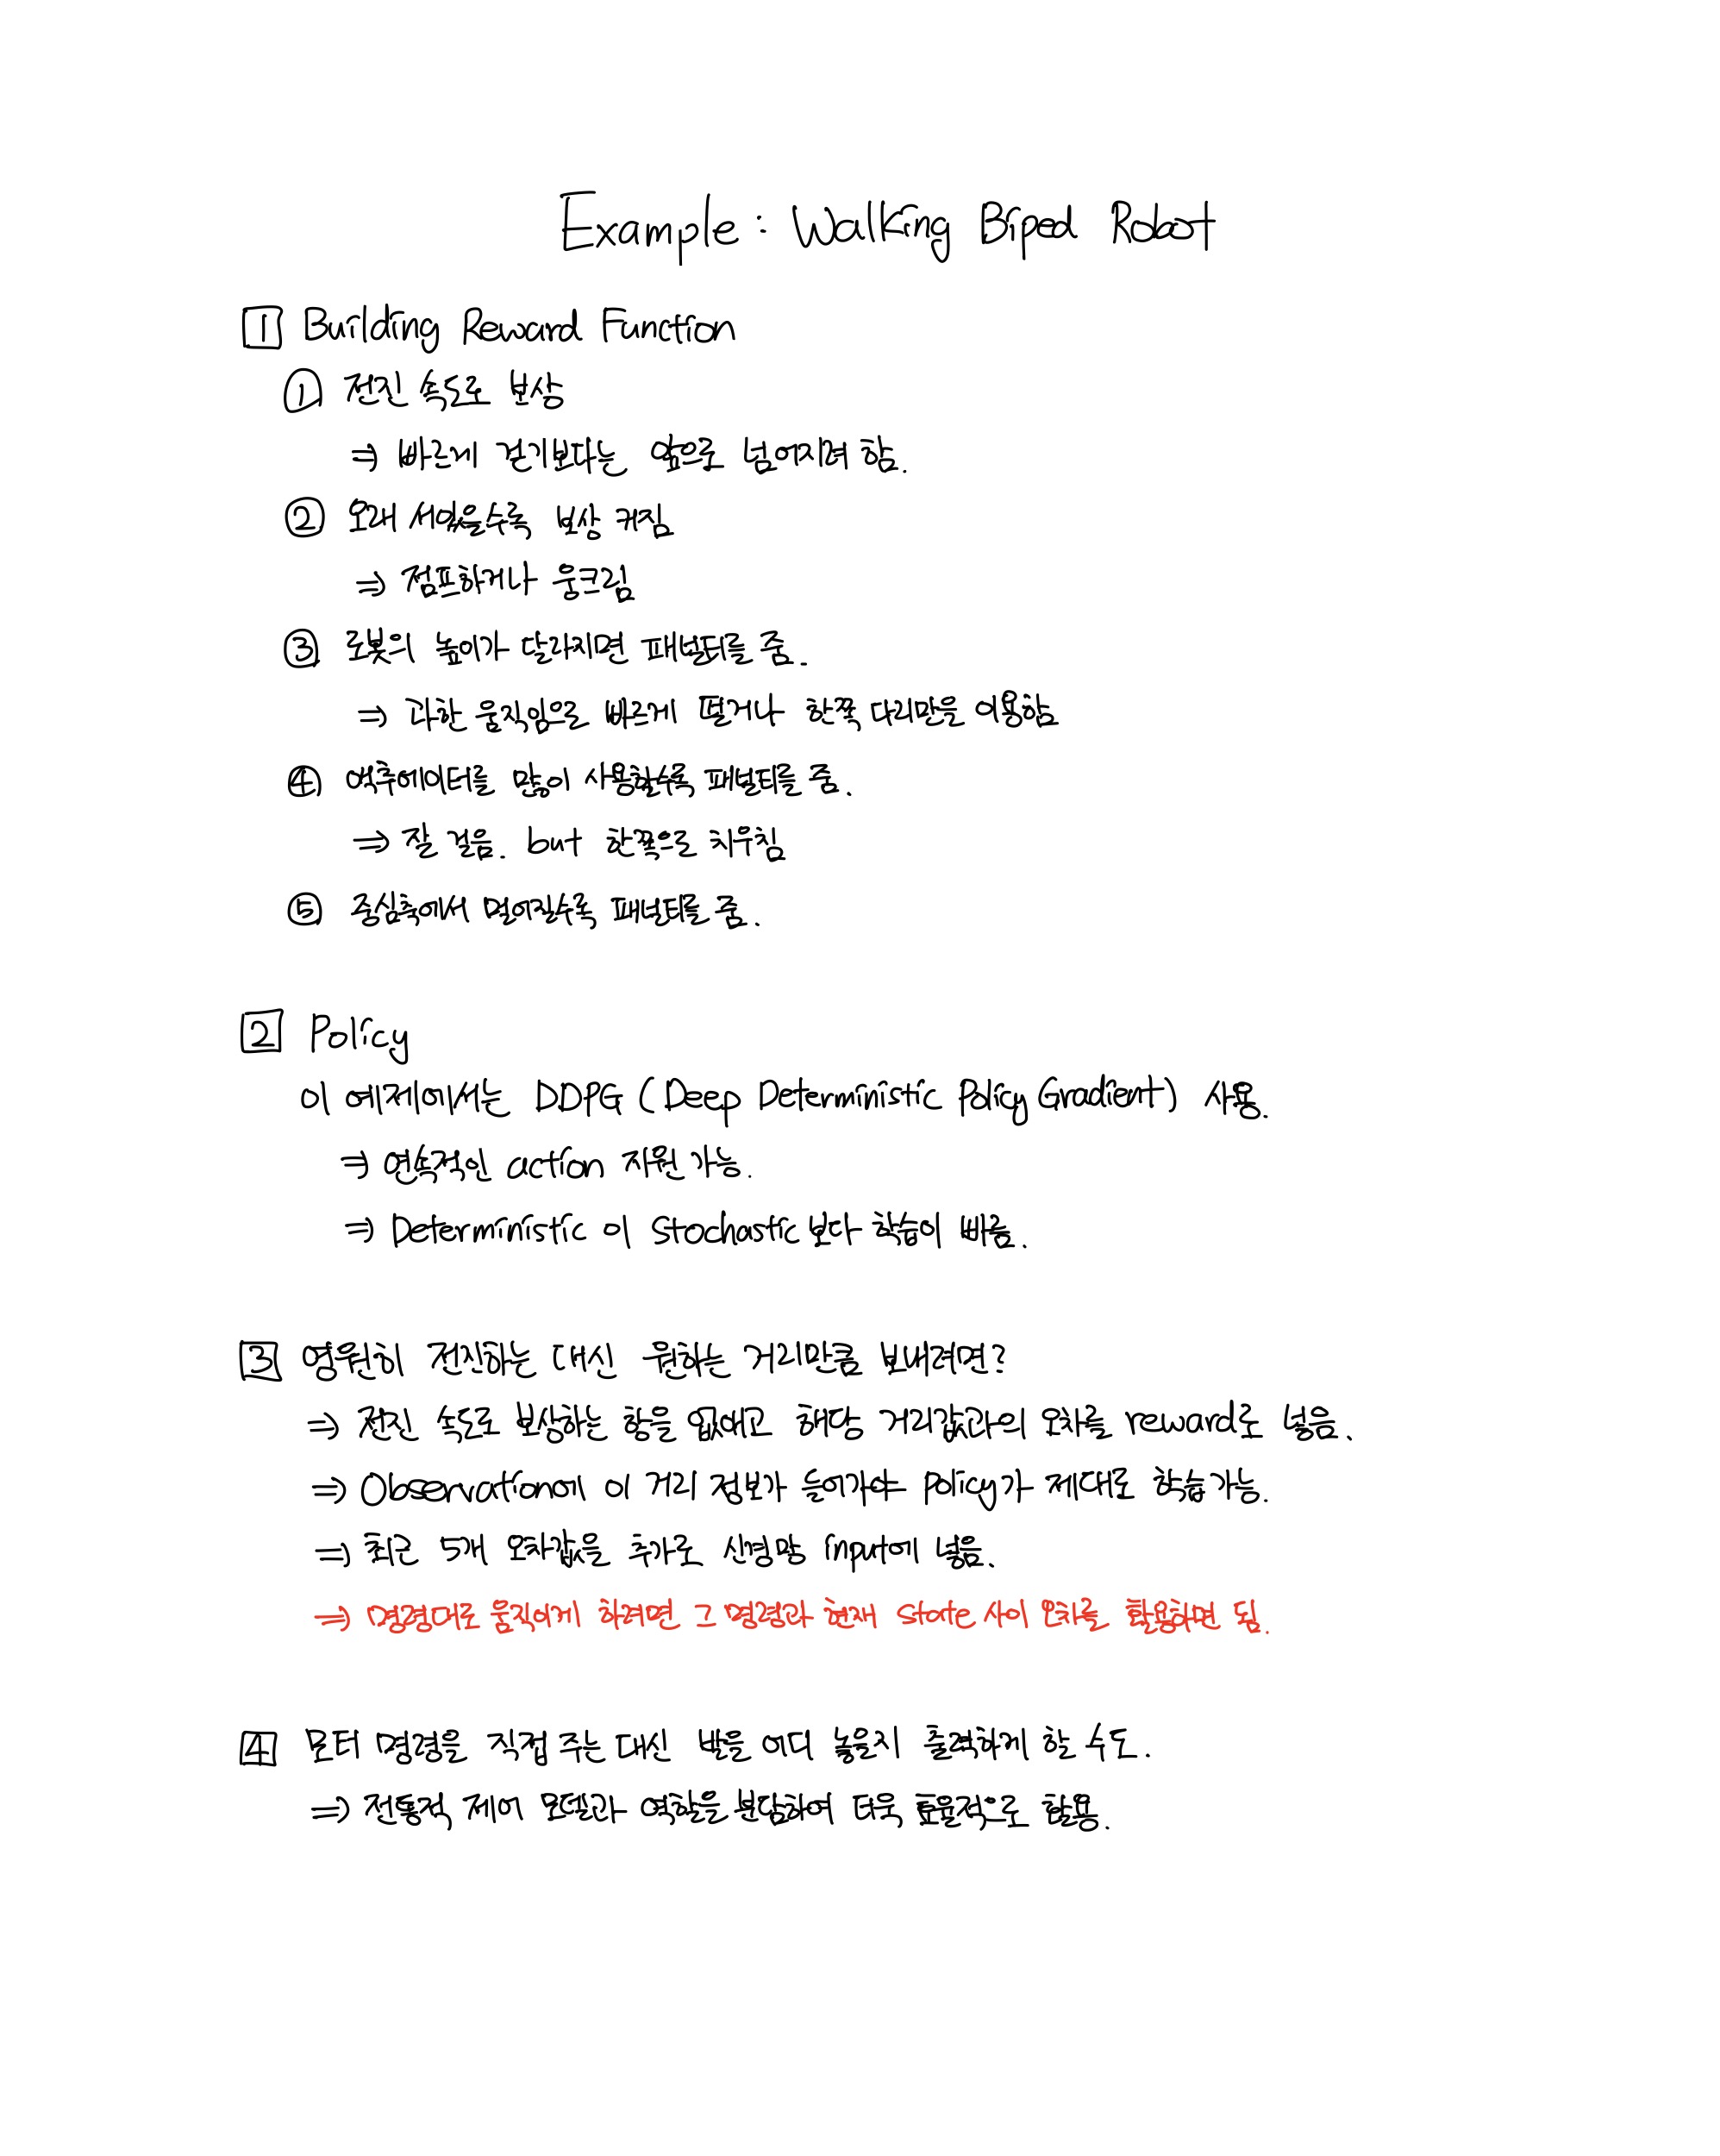 Example : Walking Biped Robot
1 Building Reward Function
① 전진 속도로 보상
⇒ 빠르게 걷기보다는 앞으로 넘어지려 함.
② 오래 서있을수록 보상 커짐
⇒ 점프하거나 웅크림
③ 로봇의 높이가 달라지면 패널티를 줌.
⇒ 과한 움직임으로 빠르게 떨거나 한쪽 다리만을 이용함
④ 액추에이터를 많이 사용할수록 패널티를 줌.
⇒ 잘 걸음. but 한쪽으로 치우침
⑤ 중심축에서 멀어질수록 패널티를 줌.
2 Policy
이 예제에서는 DDPG (Deep Deterministic Policy Gradient) 사용.
⇒ 연속적인 action 지원 가능.
⇒ Deterministic 이 Stochastic 보다 학습이 빠름.
3 영원히 전진하는 대신 원하는 거리만큼 보내려면?
⇒ 전진 속도로 보상하는 항을 없애고 해당 거리값과의 오차를 reward로 넣음.
⇒ Observation에 이 거리 정보가 들어가야 policy가 제대로 학습 가능.
⇒ 최근 5개 오차값을 추가로 신경망 input에 넣음.
⇒ 명령대로 움직이게 하려면 그 명령과 현재 state 사이 오차를 활용하면 됨.
4 모터 명령을 직접 주는 대신 발을 어디 놓을지 출력하게 할 수도.
⇒ 전통적 제어 모델과 역할을 분담하여 더욱 효율적으로 활용.